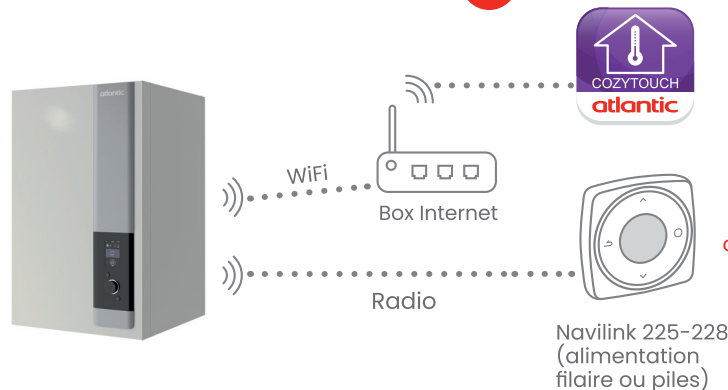 COZYTOUCH
atlantic
atlantic
WiFi
Box Internet
Radio
Navilink 225-228
(alimentation
filaire ou piles)